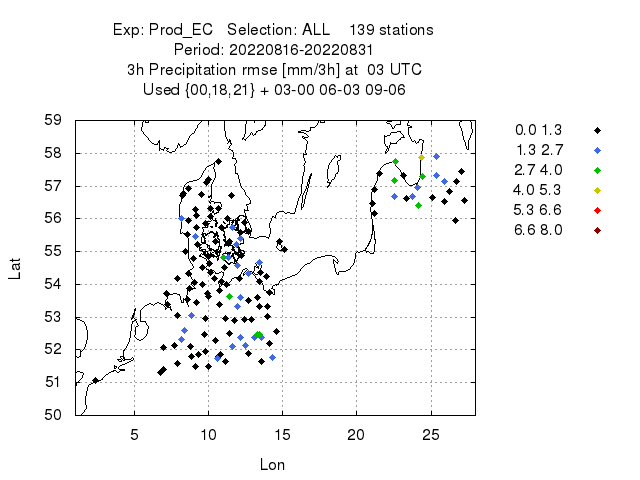 Exp: Prod_EC   Selection: ALL    139 stations
Period: 20220816-20220831
3h Precipitation rmse [mm/3h] at  03 UTC
Used {00,18,21} + 03-00 06-03 09-06
59
58
57
56
55
54
53
52
51
50
Lat
5 10 15 20 25
Lon
0.0 1.3
1.3 2.7
2.7 4.0
4.0 5.3
5.3 6.6
6.6 8.0